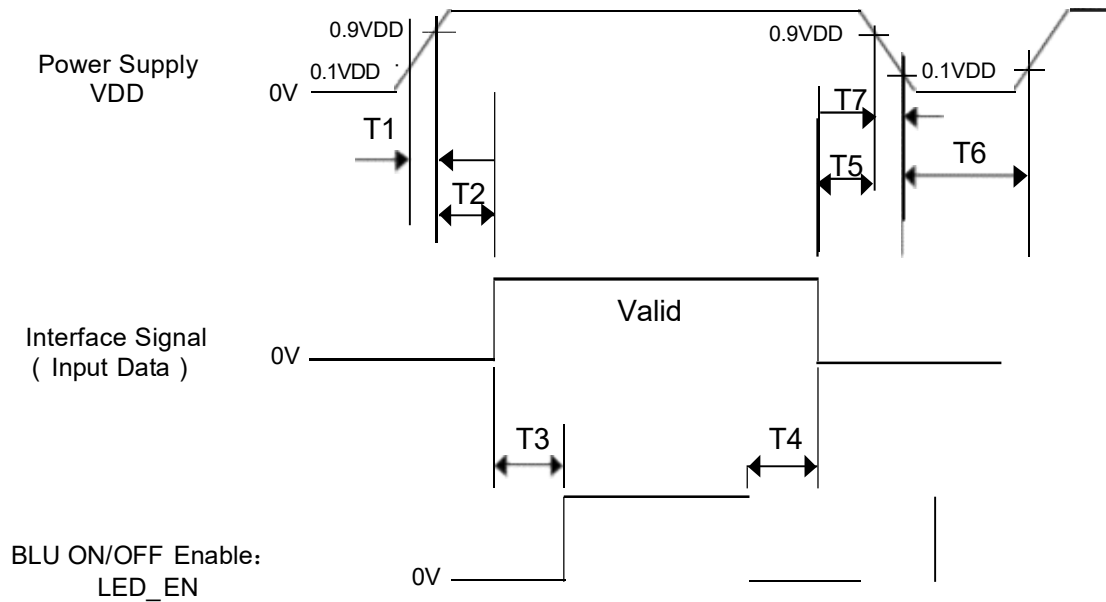 0.9VDD
0.9VDD
Power Supply
VDD
0.1VDD
0.1VDD
0V
T7
T1
T6
T5
T2
Valid
Interface Signal
( Input Data )
0V
T3
T4
BLU ON/OFF Enable：
LED_EN
0V